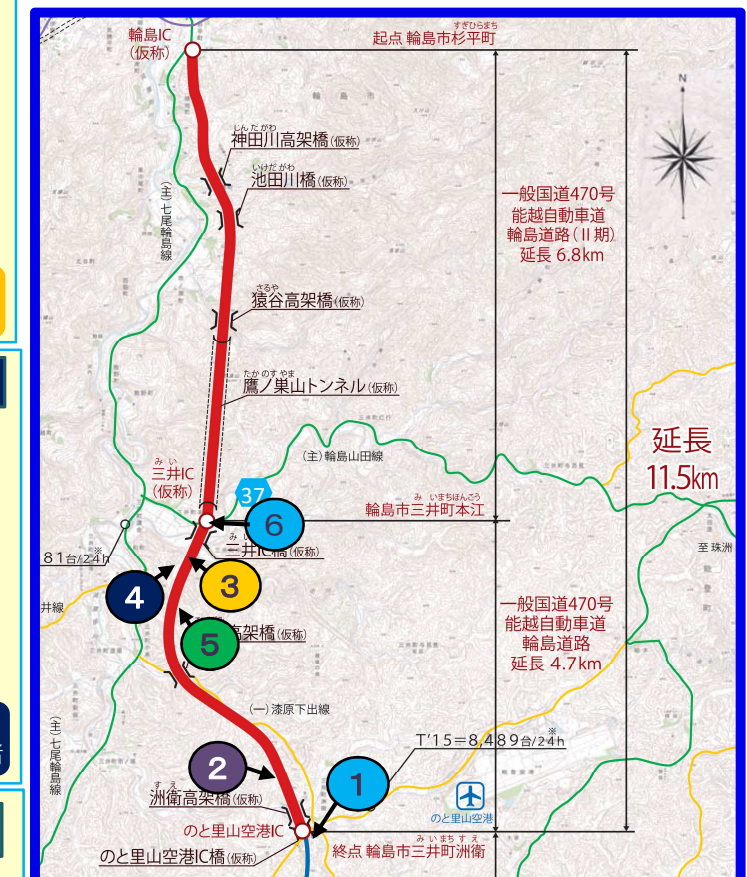 輪島IC
(仮称)
すぎひらまち
起点 輪島市杉平町
N
輪島市
じんだがわ
神田川高架橋(仮称)
いけだがわ
池田川橋(仮称)
(主)七尾輪島線
一般国道470号
能越自動車道
輪島道路(Ⅱ期)
延長 6.8km
さるや
猿谷高架橋(仮称)
たかのすやま
鷹ノ巣山トンネル(仮称)
延長
11.5km
(主)輪島山田線
みい
三井IC
(仮称)
37
みいまちほんごう
輪島市三井町本江
6
み
三井IC橋(仮称)
81台/24h
※
至 珠洲
4
3
井線
5
高架橋(仮称)
一般国道470号
能越自動車道
輪島道路
延長 4.7km
(一)漆原下出線
(主)七尾輪島線
T'15=8,489台/24h
※
2
1
すえ
洲衛高架橋(仮称)
のと里山空港
のと里山空港IC
のと里山空港IC橋(仮称)
みいまちすえ
終点 輪島市三井町洲衛